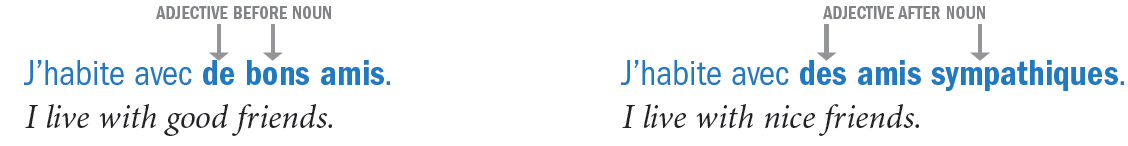 ADJECTIVE BEFORE NOUN
J'habite avec de bons amis.
I live with good friends.
ADJECTIVE AFTER NOUN
J'habite avec des amis sympathiques.
I live with nice friends.